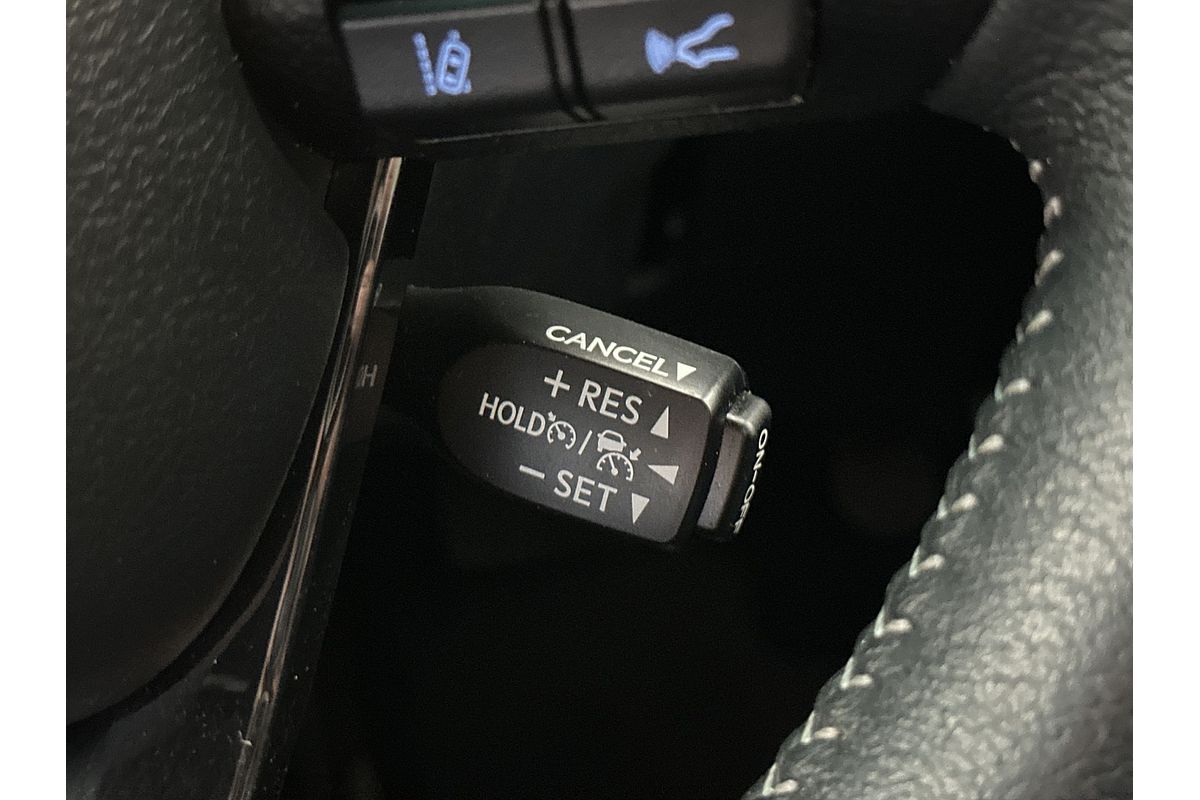 CANCEL▼
+ RES ▲
HOLD / ◀
− SET ▼
ON-OFF